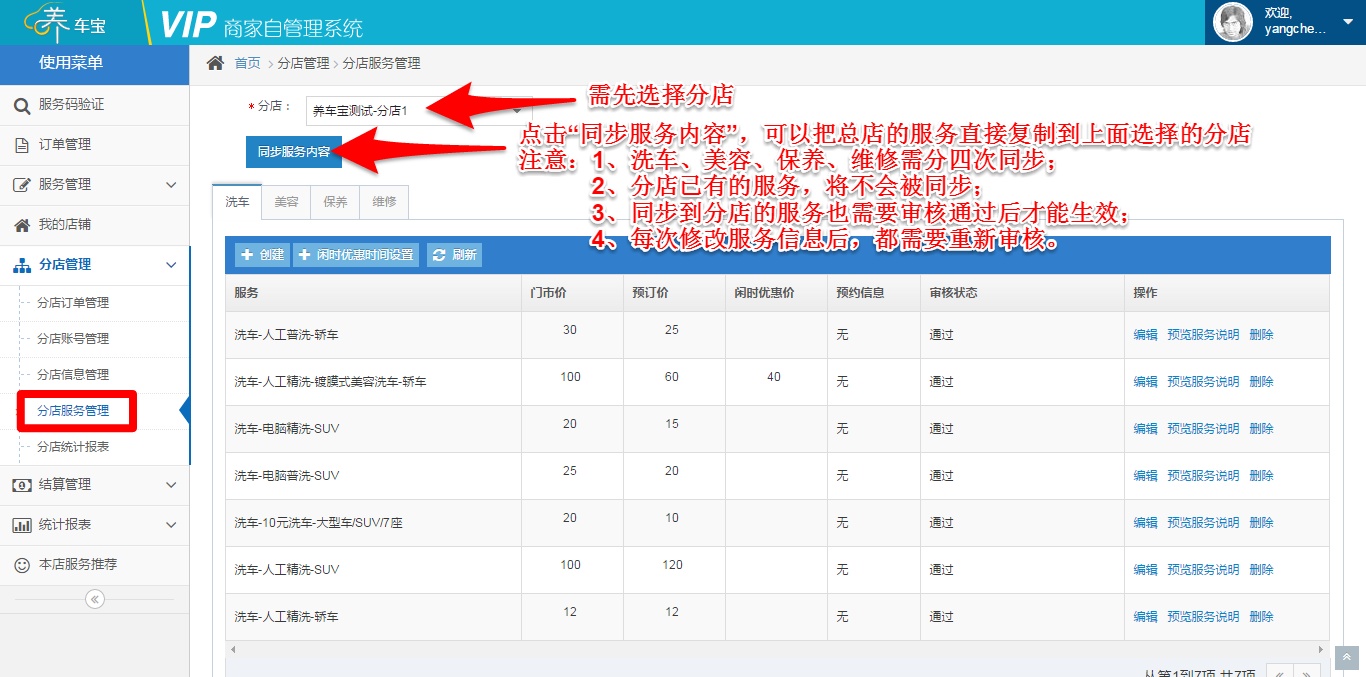 养车宝
VIP 商家自管理系统
欢迎,
yangche...
使用菜单
首页 > 分店管理 > 分店服务管理
服务码验证
订单管理
服务管理
我的店铺
分店管理
分店订单管理
分店账号管理
分店信息管理
分店服务管理
分店统计报表
结算管理
统计报表
本店服务推荐
* 分店： 养车宝测试-分店1
需先选择分店
同步服务内容
点击“同步服务内容”，可以把总店的服务直接复制到上面选择的分店
注意：1、洗车、美容、保养、维修需分四次同步；
2、分店已有的服务，将不会被同步；
3、同步到分店的服务也需要审核通过后才能生效；
4、每次修改服务信息后，都需要重新审核。
洗车 美容 保养 维修
创建 闲时优惠时间设置 刷新
服务 门市价 预订价 闲时优惠价 预约信息 审核状态 操作
洗车-人工普洗-轿车 30 25 无 通过 编辑 预览服务说明 删除
洗车-人工精洗-镀膜式美容洗车-轿车 100 60 40 无 通过 编辑 预览服务说明 删除
洗车-电脑精洗-SUV 20 15 无 通过 编辑 预览服务说明 删除
洗车-电脑普洗-SUV 25 20 无 通过 编辑 预览服务说明 删除
洗车-10元洗车-大型车/SUV/7座 20 10 无 通过 编辑 预览服务说明 删除
洗车-人工精洗-SUV 100 120 无 通过 编辑 预览服务说明 删除
洗车-人工精洗-轿车 12 12 无 通过 编辑 预览服务说明 删除
从第1到7项 共7项